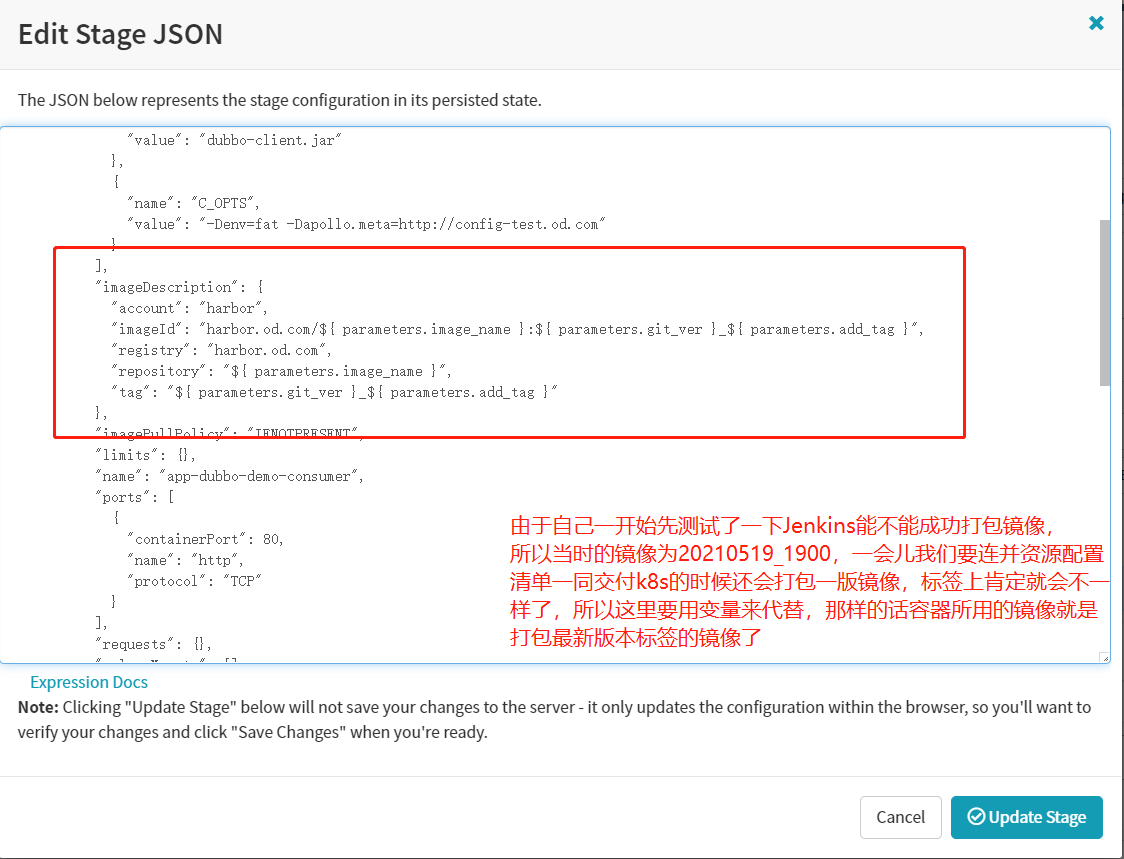 Edit Stage JSON
The JSON below represents the stage configuration in its persisted state.
"value": "dubbo-client.jar"
},
{
"name": "C_OPTS",
"value": "-Denv=fat -Dapollo.meta=http://config-test.od.com"
}
],
"imageDescription": {
"account": "harbor",
"imageId": "harbor.od.com/${ parameters.image_name }:${ parameters.git_ver }_${ parameters.add_tag }",
"registry": "harbor.od.com",
"repository": "${ parameters.image_name }",
"tag": "${ parameters.git_ver }_${ parameters.add_tag }"
},
"imagePullPolicy": "IFNOTPRESENT",
"limits": {},
"name": "app-dubbo-demo-consumer",
"ports": [
{
"containerPort": 80,
"name": "http",
"protocol": "TCP"
}
],
"requests": {},
由于自己一开始先测试了一下Jenkins能不能成功打包镜像，
所以当时的镜像为20210519_1900，一会儿我们要连并资源配置
清单一同交付k8s的时候还会打包一版镜像，标签上肯定就会不一
样了，所以这里要用变量来代替，那样的话容器所用的镜像就是
打包最新版本标签的镜像了
Expression Docs
Note: Clicking "Update Stage" below will not save your changes to the server - it only updates the configuration within the browser, so you'll want to
verify your changes and click "Save Changes" when you're ready.
Cancel
Update Stage